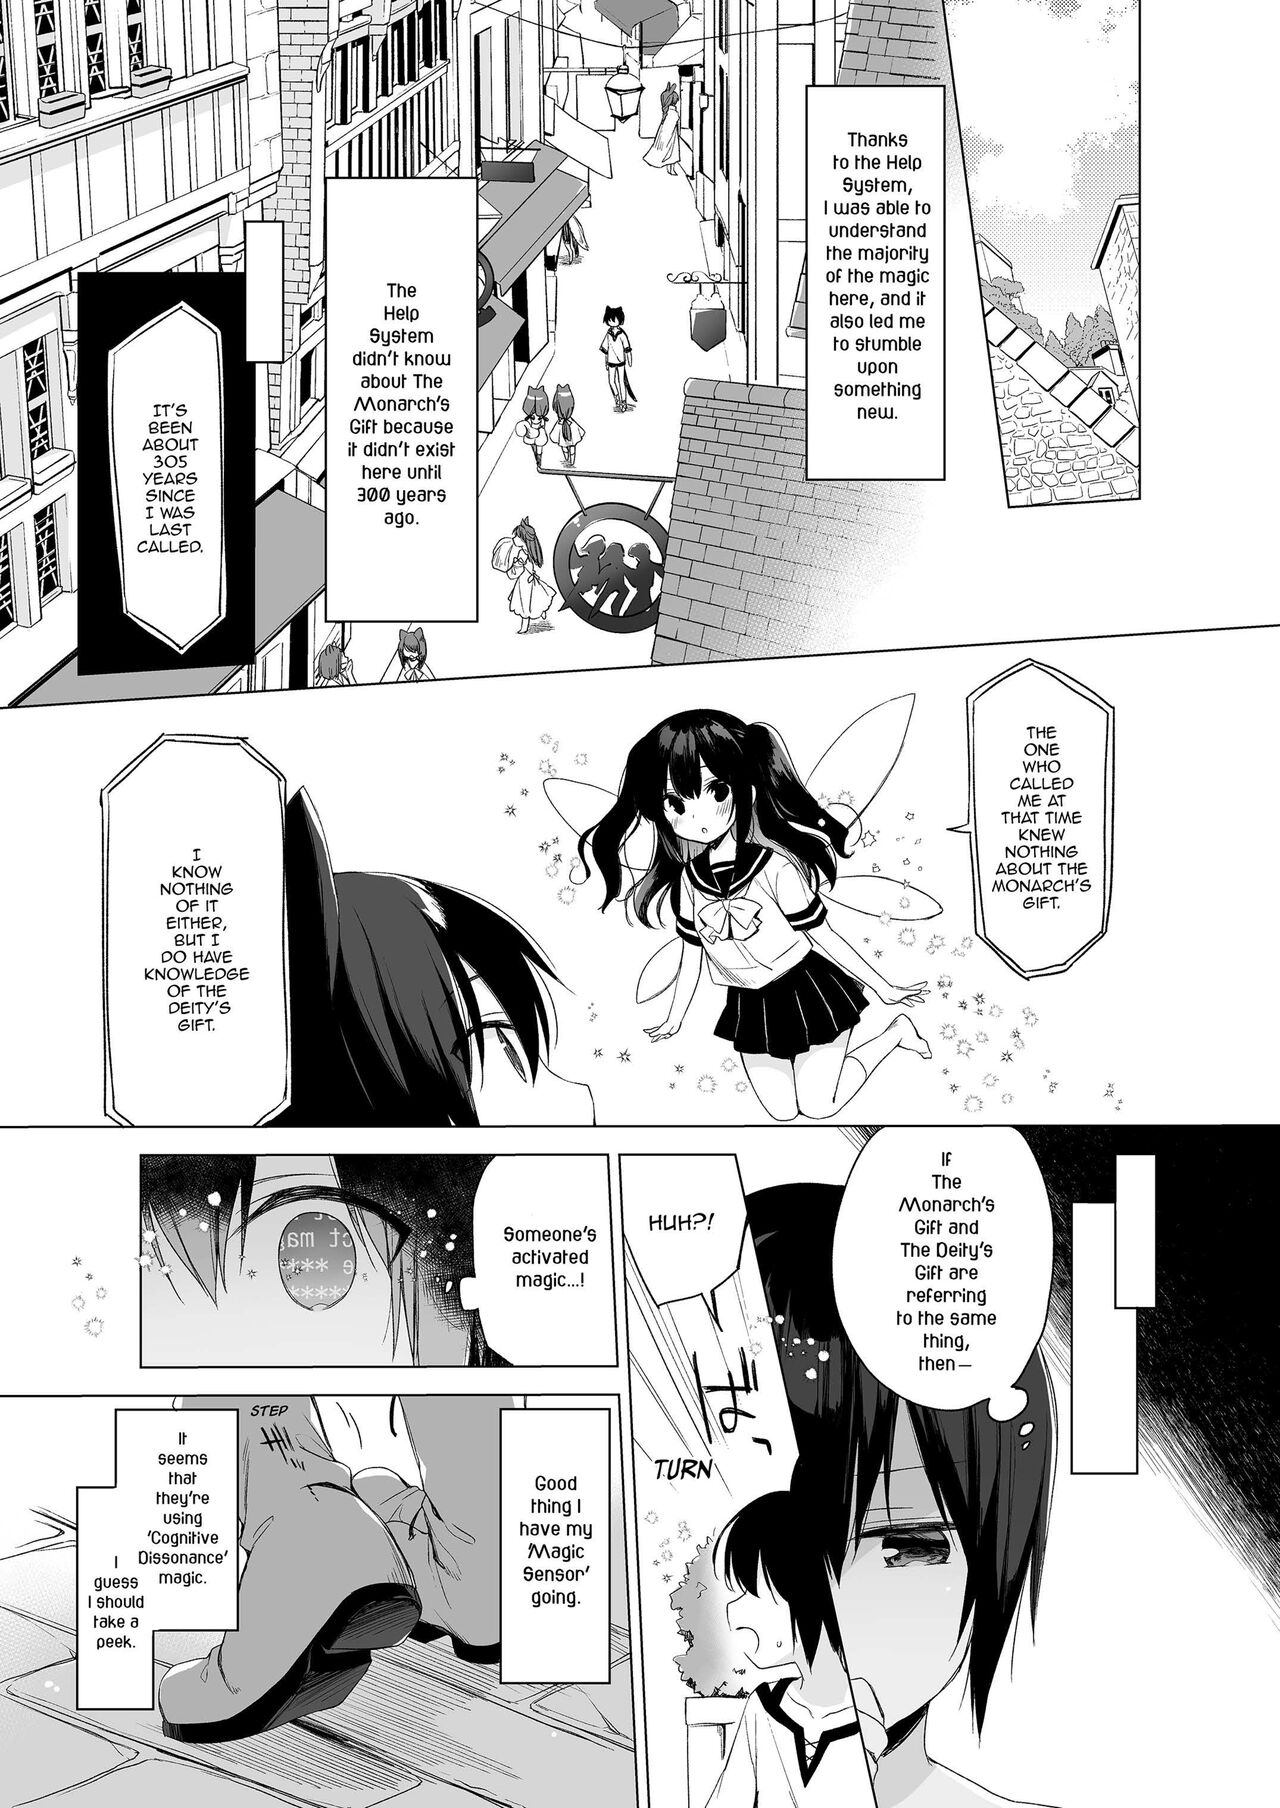 Thanks
to the Help
System,
I was able to
understand
the majority
of the magic
here, and it
also led me
to stumble
upon
something
new.
The
Help
System
didn't know
about The
Monarch's
Gift because
it didn't exist
here until
300 years
ago.
IT'S
BEEN
ABOUT
305
YEARS
SINCE
I WAS
LAST
CALLED.
THE
ONE
WHO
CALLED
ME AT
THAT TIME
KNEW
NOTHING
ABOUT THE
MONARCH'S
GIFT.
I
KNOW
NOTHING
OF IT
EITHER,
BUT I
DO HAVE
KNOWLEDGE
OF THE
DEITY'S
GIFT.
If
The
Monarch's
Gift and
The Deity's
Gift are
referring
to the same
thing,
then—
HUH?!
ばっ
TURN
Someone's
activated
magic...!
ct mag
****
*****
Good
thing I
have my
'Magic
Sensor'
going.
STEP
It
seems
that
they're
using
'Cognitive
Dissonance'
magic.
I
guess
I should
take a
peek.